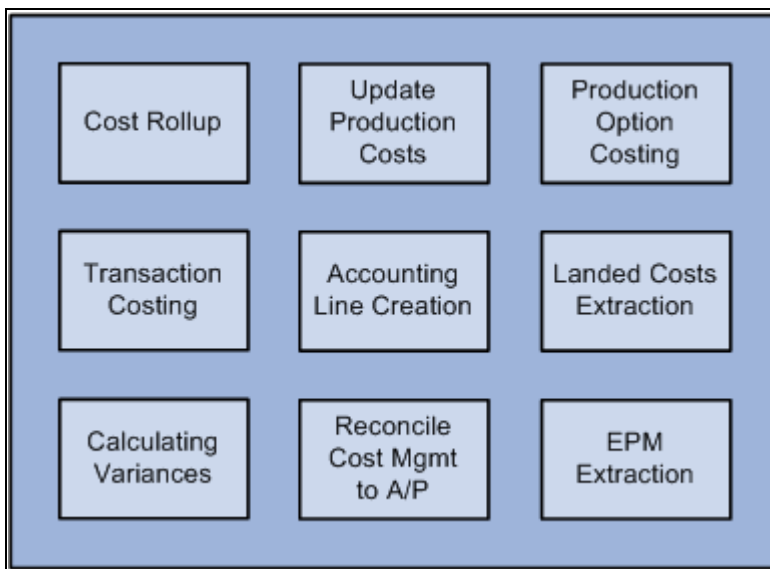 Cost Rollup
Update
Production
Costs
Production
Option
Costing
Transaction
Costing
Accounting
Line Creation
Landed Costs
Extraction
Calculating
Variances
Reconcile
Cost Mgmt
to A/P
EPM
Extraction